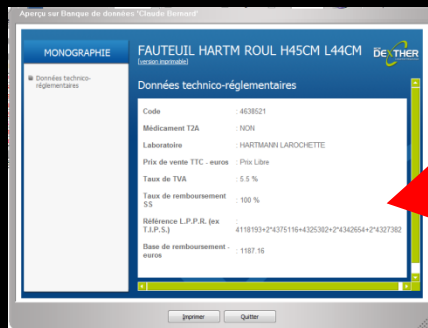 Aperçu sur Banque de données 'Claude Bernard'
MONOGRAPHIE
Données technico-
réglementaires
FAUTEUIL HARTM ROUL H45CM L44CM
(version imprimable)
DEXTHER
Données technico-réglementaires
Code : 4638521
Médicament T2A : NON
Laboratoire : HARTMANN LAROCHETTE
Prix de vente TTC - euros : Prix Libre
Taux de TVA : 5.5 %
Taux de remboursement
SS : 100 %
Référence L.P.P.R. (ex
T.I.P.S.) :
4118193+2*4375116+4325302+2*4342654+2*4327382
Base de remboursement -
euros : 1187.16
Imprimer
Quitter